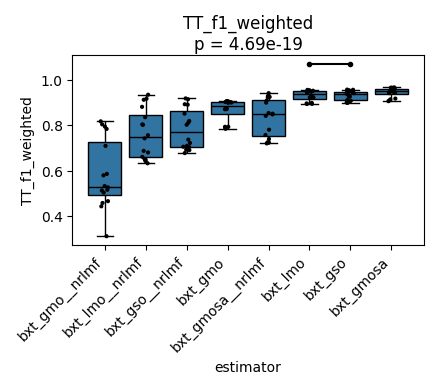 TT_f1_weighted
p = 4.69e-19
TT_f1_weighted
1.0
0.8
0.6
0.4
bxt_gmo__nrlmf
bxt_lmo__nrlmf
bxt_gso__nrlmf
bxt_gmo
bxt_gmosa__nrlmf
bxt_lmo
bxt_gso
bxt_gmosa
estimator